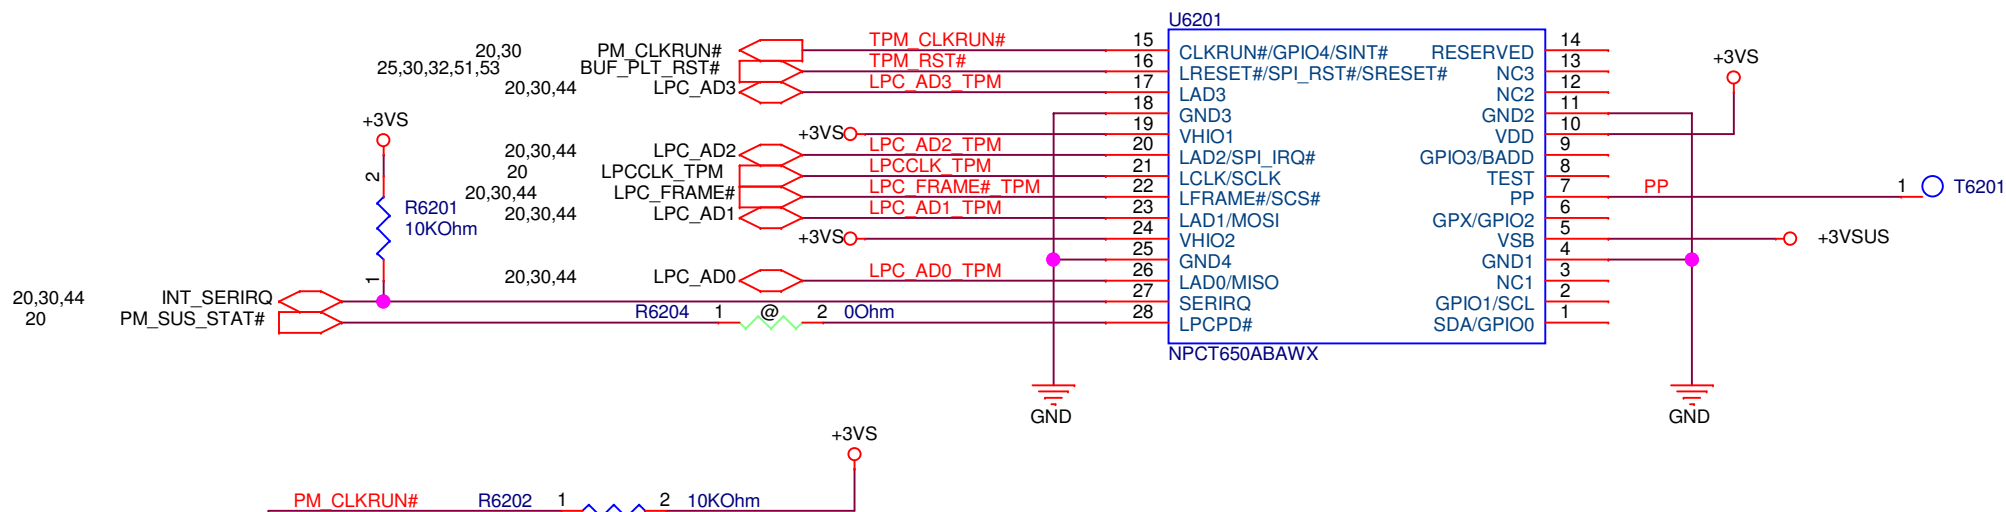 U6201
20,30 PM_CLKRUN# TPM_CLKRUN# 15 CLKRUN#/GPIO4/SINT# RESERVED 14
25,30,32,51,53 BUF_PLT_RST# TPM_RST# 16 LRESET#/SPI_RST#/SRESET# NC3 13 +3VS
20,30,44 LPC_AD3 LPC_AD3_TPM 17 LAD3 NC2 12
18 GND3 GND2 11
+3VS +3VS 19 VHIO1 VDD 10
20,30,44 LPC_AD2 LPC_AD2_TPM 20 LAD2/SPI_IRQ# GPIO3/BADD 9
20 LPCCLK_TPM LPCCLK_TPM 21 LCLK/SCLK TEST 8
2 20,30,44 LPC_FRAME# LPC_FRAME#_TPM 22 LFRAME#/SCS# PP 7 PP 1 T6201
R6201 20,30,44 LPC_AD1 LPC_AD1_TPM 23 LAD1/MOSI GPX/GPIO2 6
10KOhm +3VS 24 VHIO2 VSB 5 +3VSUS
25 GND4 GND1 4
1 20,30,44 LPC_AD0 LPC_AD0_TPM 26 LAD0/MISO NC1 3
20,30,44 INT_SERIRQ 27 SERIRQ GPIO1/SCL 2
20 PM_SUS_STAT# R6204 1 @ 2 0Ohm 28 LPCPD# SDA/GPIO0 1
NPCT650ABAWX
GND GND
+3VS
PM_CLKRUN# R6202 1 2 10KOhm